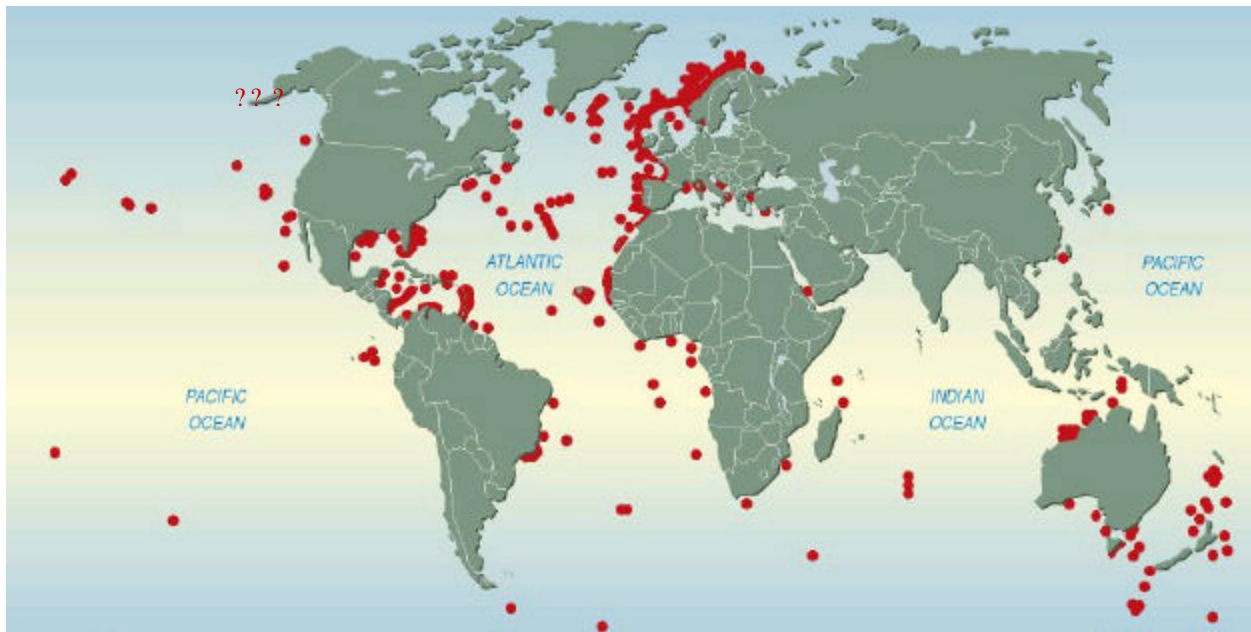 ? ? ?
ATLANTIC
OCEAN
PACIFIC
OCEAN
PACIFIC
OCEAN
INDIAN
OCEAN